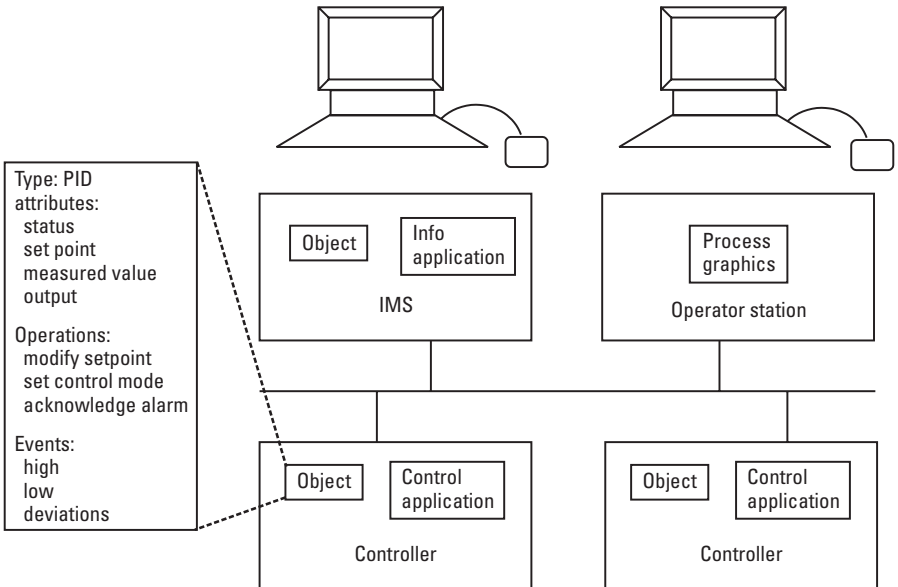 Type: PID
attributes:
status
set point
measured value
output
Operations:
modify setpoint
set control mode
acknowledge alarm
Events:
high
low
deviations
Object
Info
application
IMS
Process
graphics
Operator station
Object
Control
application
Controller
Object
Control
application
Controller